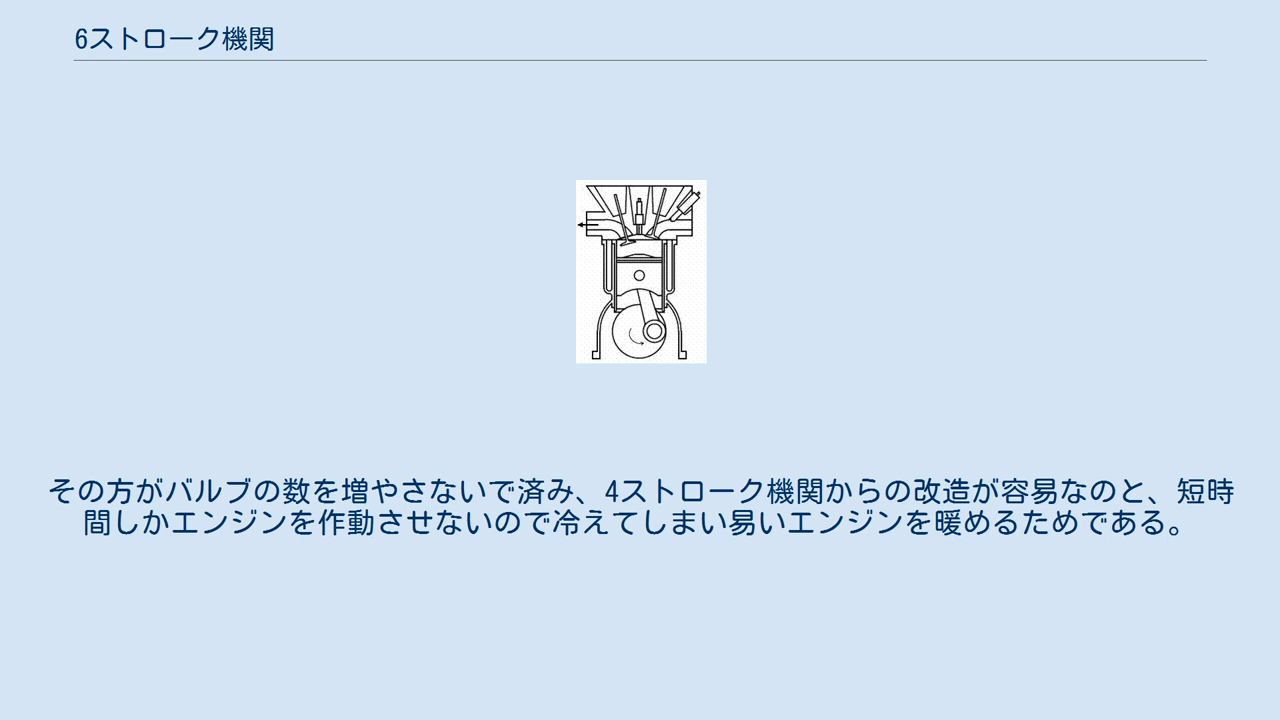 6ストローク機関
その方がバルブの数を増やさないで済み、4ストローク機関からの改造が容易なのと、短時
間しかエンジンを作動させないので冷えてしまい易いエンジンを暖めるためである。